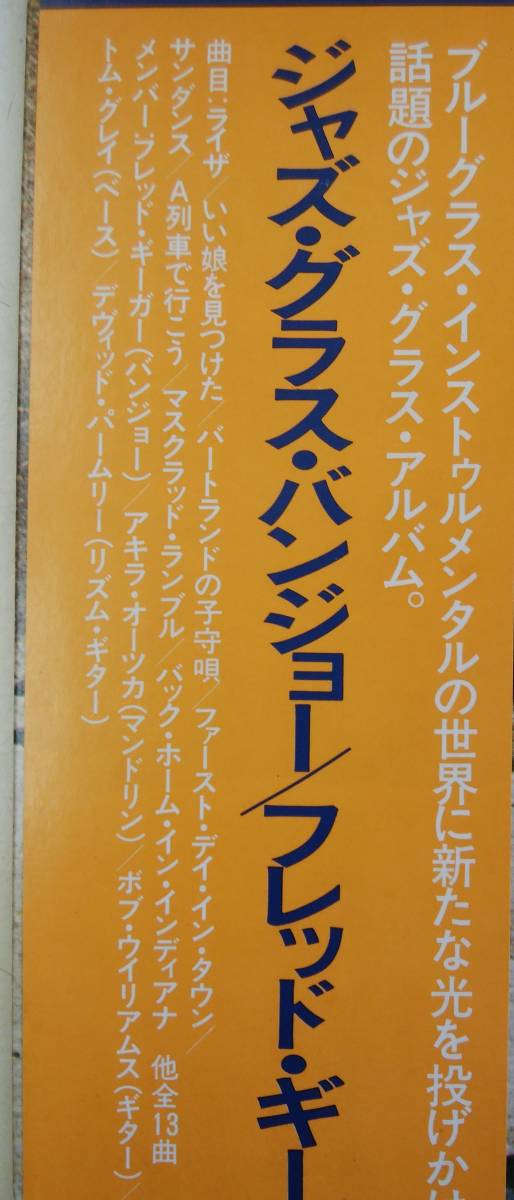 ブルーグラス・インストゥルメンタルの世界に新たな光を投げか
話題のジャズ・グラス・アルバム。
ジャズ・グラス・バンジョー/フレッド・ギー
曲目:ライザ/いい娘を見つけた/バートランドの子守唄/ファースト・デイ・イン・タウン/
サンダンス/A列車で行こう/マスクラッド・ランブル/バック・ホーム・イン・インディアナ 他全13曲
メンバー:フレッド・ギーガー(バンジョー)/アキラ・オーツカ(マンドリン)/ボブ・ウイリアムス(ギター)/
トム・グレイ(ベース)/デヴィッド・パームリー(リズム・ギター)